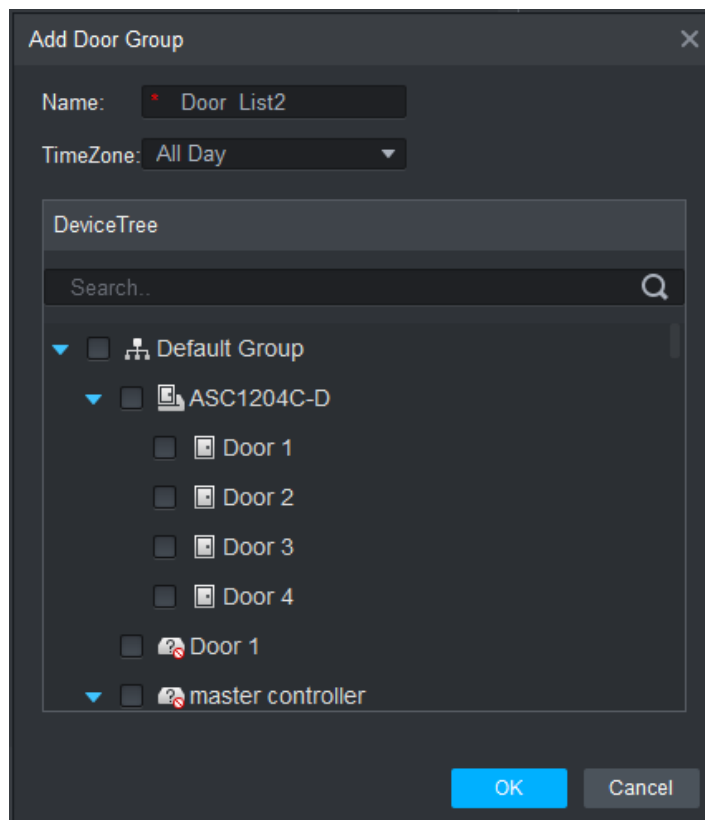 Add Door Group
Name: * Door List2
TimeZone: All Day
DeviceTree
Search..
Default Group
ASC1204C-D
Door 1
Door 2
Door 3
Door 4
Door 1
master controller
OK Cancel